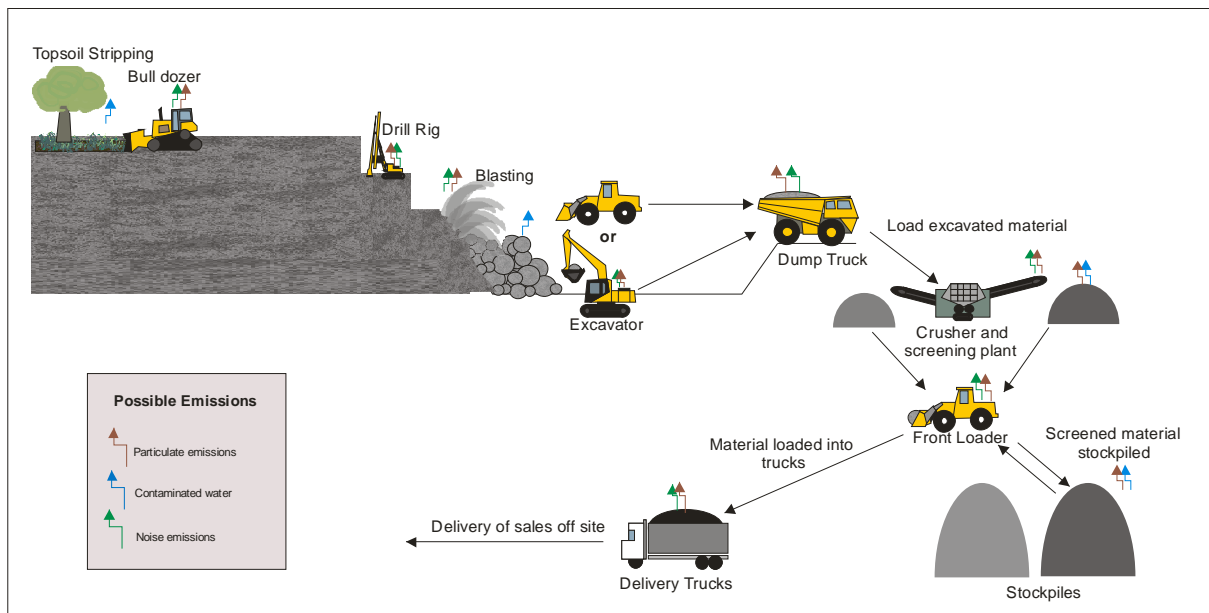 Topsoil Stripping
Bull dozer
Drill Rig
Blasting
or
Excavator
Dump Truck
Load excavated material
Crusher and
screening plant
Front Loader
Material loaded into
trucks
Screened material
stockpiled
Stockpiles
Delivery of sales off site
Delivery Trucks
Possible Emissions
Particulate emissions
Contaminated water
Noise emissions